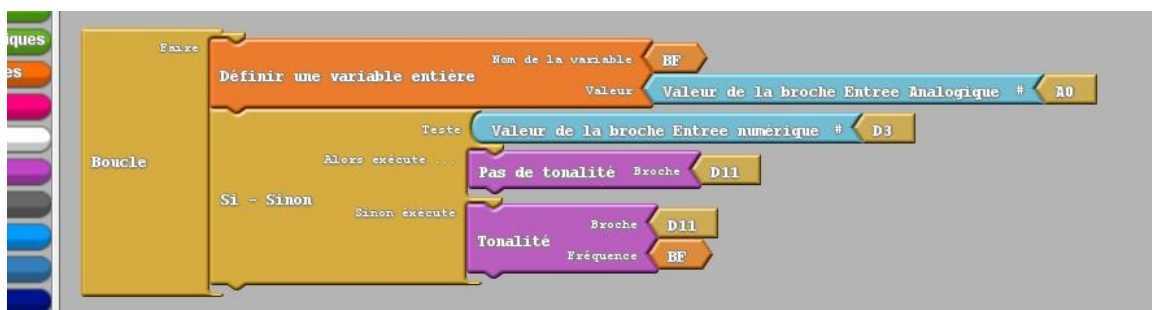 iques
es
Faire
Nom de la variable BF
Définir une variable entière
Valeur Valeur de la broche Entree Analogique # A0
Teste Valeur de la broche Entree numérique # D3
Boucle
Alors exécute ...
Pas de tonalité Broche D11
Si - Sinon
Sinon éxécute
Broche D11
Tonalité
Fréquence BF